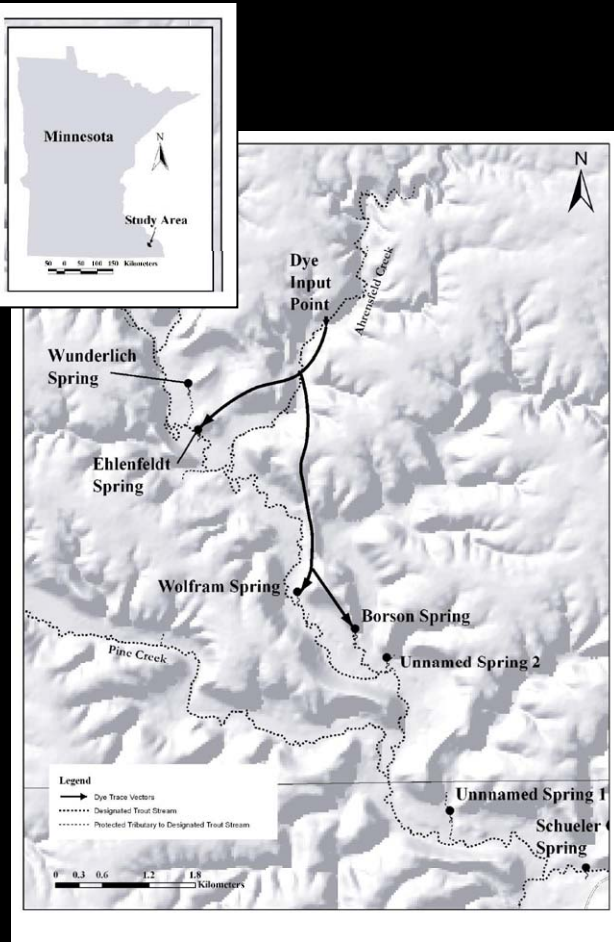 Minnesota
N
Study Area
50 0 50 100 150 Kilometers
N
Dye
Input
Point
Ahrensfeld Creek
Wunderlich
Spring
Ehlenfeldt
Spring
Wolfram Spring
Borson Spring
Pine Creek
Unnamed Spring 2
Legend
Dye Trace Vectors
Designated Trout Stream
Protected Tributary to Designated Trout Stream
Unnnamed Spring 1
Schueler
Spring
0 0.3 0.6 1.2 1.8
Kilometers